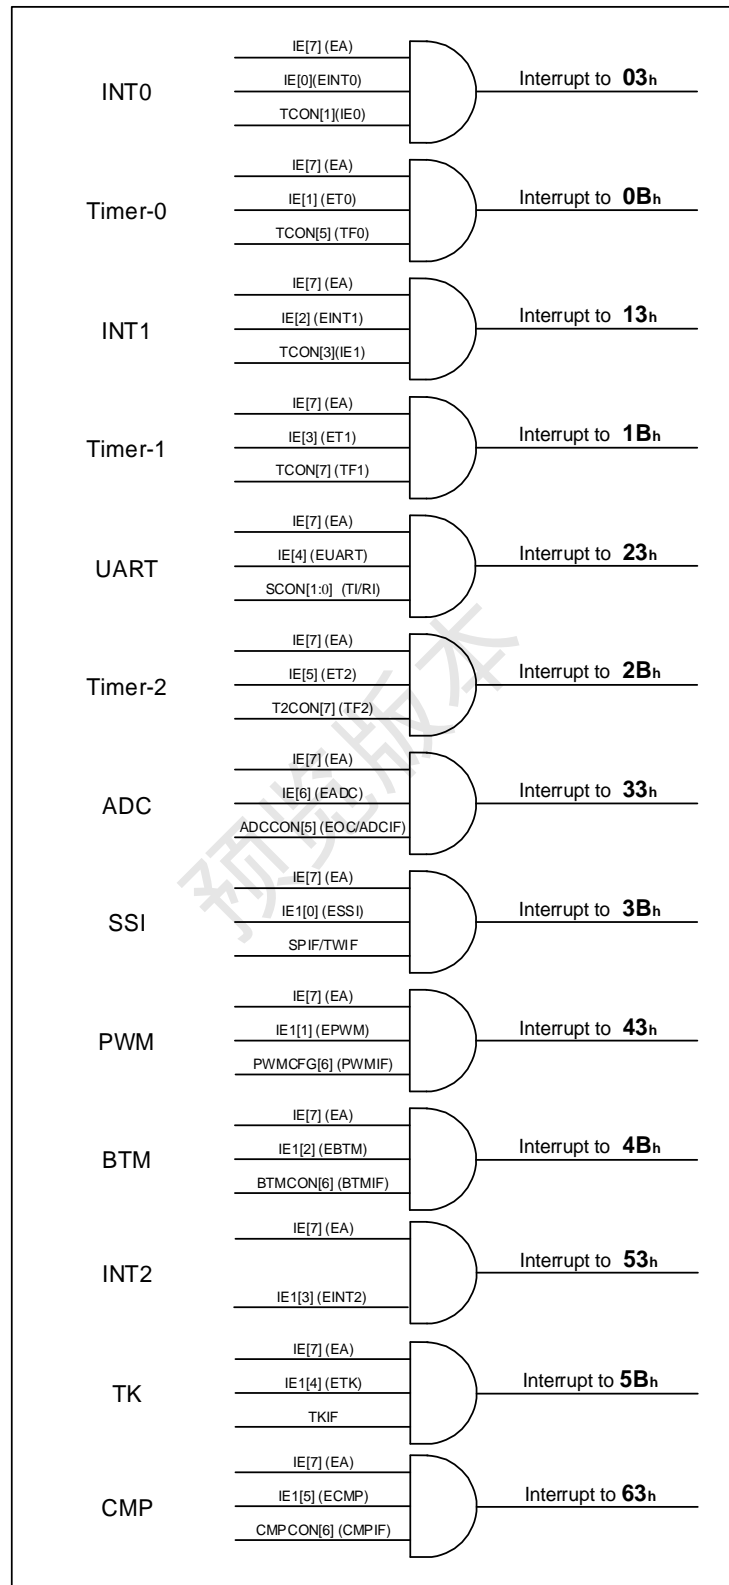 IE[7] (EA)
INT0 IE[0](EINT0) Interrupt to 03h
TCON[1](IE0)
IE[7] (EA)
Timer-0 IE[1] (ET0) Interrupt to 0Bh
TCON[5] (TF0)
IE[7] (EA)
INT1 IE[2] (EINT1) Interrupt to 13h
TCON[3](IE1)
IE[7] (EA)
Timer-1 IE[3] (ET1) Interrupt to 1Bh
TCON[7] (TF1)
IE[7] (EA)
UART IE[4] (EUART) Interrupt to 23h
SCON[1:0] (TI/RI)
IE[7] (EA)
Timer-2 IE[5] (ET2) Interrupt to 2Bh
T2CON[7] (TF2)
IE[7] (EA)
ADC IE[6] (EADC) Interrupt to 33h
ADCCON[5] (EOC/ADCIF)
预览版本
IE[7] (EA)
SSI IE1[0] (ESSI) Interrupt to 3Bh
SPIF/TWIF
IE[7] (EA)
PWM IE1[1] (EPWM) Interrupt to 43h
PWMCFG[6] (PWMIF)
IE[7] (EA)
BTM IE1[2] (EBTM) Interrupt to 4Bh
BTMCON[6] (BTMIF)
IE[7] (EA)
INT2 Interrupt to 53h
IE1[3] (EINT2)
IE[7] (EA)
TK IE1[4] (ETK) Interrupt to 5Bh
TKIF
IE[7] (EA)
CMP IE1[5] (ECMP) Interrupt to 63h
CMPCON[6] (CMPIF)